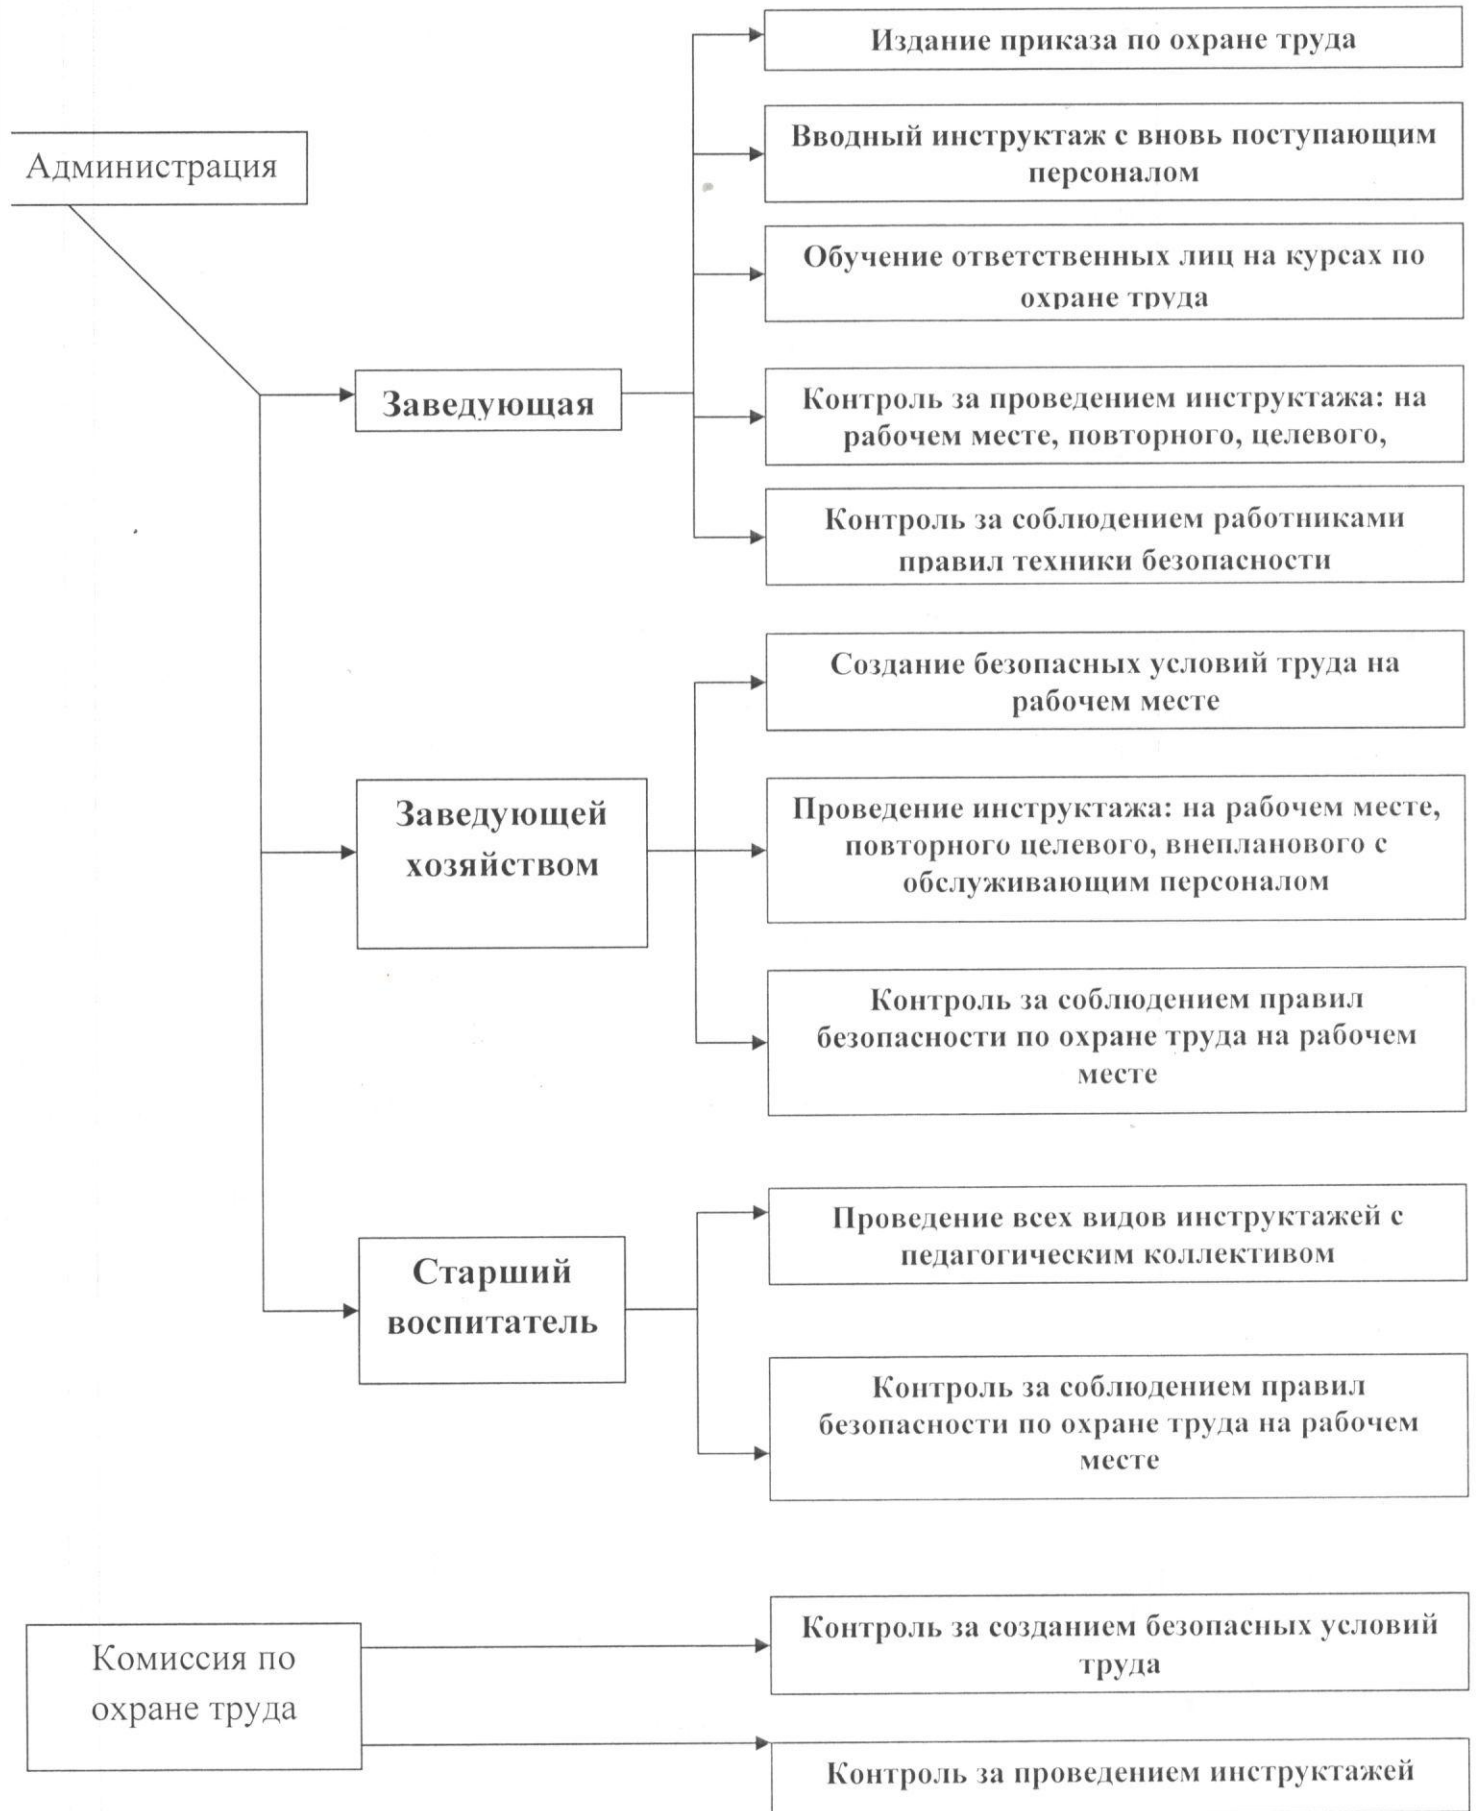 Администрация
Издание приказа по охране труда
Вводный инструктаж с вновь поступающим
персоналом
Обучение ответственных лиц на курсах по
охране труда
Заведующая
Контроль за проведением инструктажа: на
рабочем месте, повторного, целевого,
Контроль за соблюдением работниками
правил техники безопасности
Заведующей
хозяйством
Создание безопасных условий труда на
рабочем месте
Проведение инструктажа: на рабочем месте,
повторного целевого, внепланового с
обслуживающим персоналом
Контроль за соблюдением правил
безопасности по охране труда на рабочем
месте
Старший
воспитатель
Проведение всех видов инструктажей с
педагогическим коллективом
Контроль за соблюдением правил
безопасности по охране труда на рабочем
месте
Комиссия по
охране труда
Контроль за созданием безопасных условий
труда
Контроль за проведением инструктажей